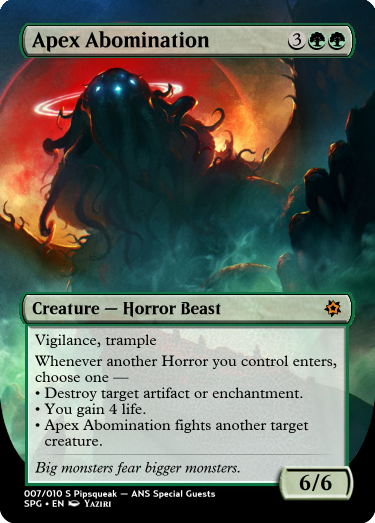 Apex Abomination 3
Creature — Horror Beast
Vigilance, trample
Whenever another Horror you control enters,
choose one —
• Destroy target artifact or enchantment.
• You gain 4 life.
• Apex Abomination fights another target
creature.
Big monsters fear bigger monsters.
6/6
007/010 S Pipsqueak — ANS Special Guests
SPG • EN Yaziri